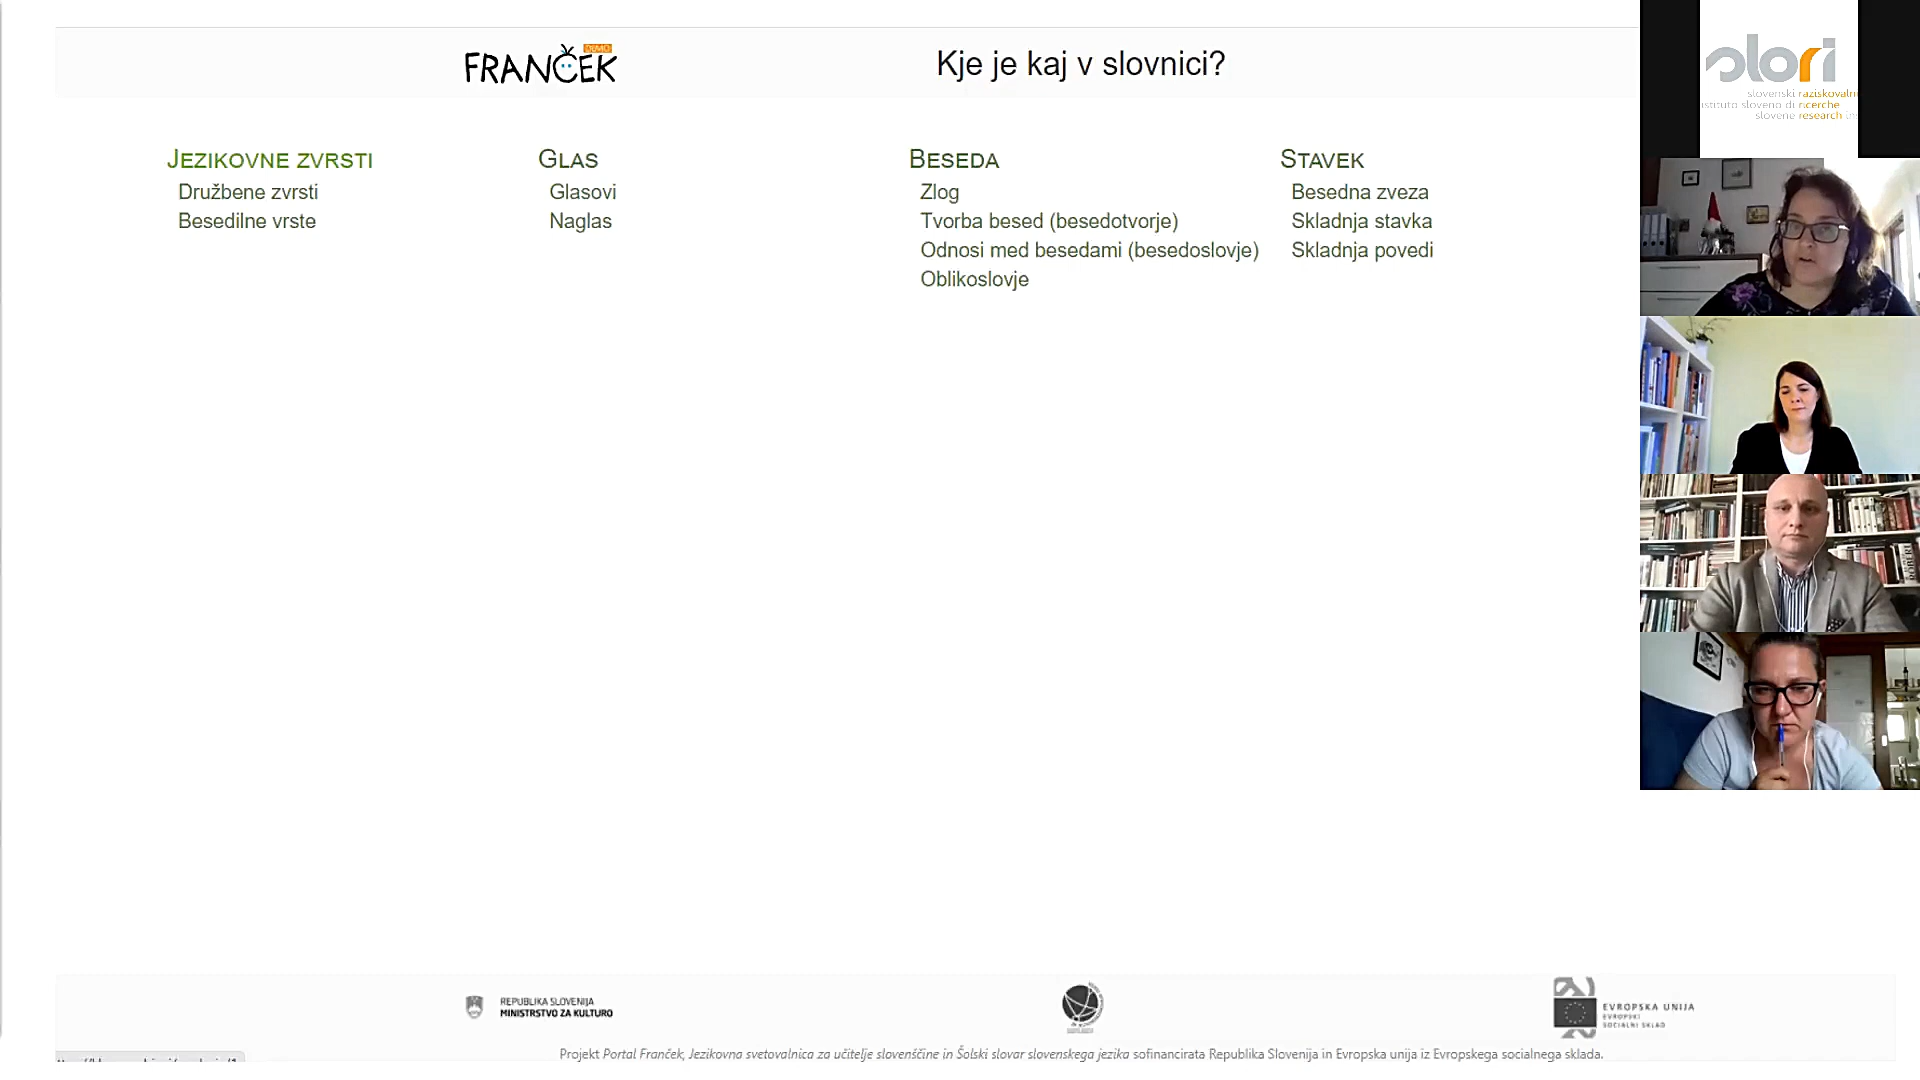 FRANČEK
DEMO
Kje je kaj v slovnici?
JEZIKOVNE ZVRSTI
Družbene zvrsti
Besedilne vrste
GLAS
Glasovi
Naglas
BESEDA
Zlog
Tvorba besed (besedotvorje)
Odnosi med besedami (besedoslovje)
Oblikoslovje
STAVEK
Besedna zveza
Skladnja stavka
Skladnja povedi
slori
slovenski raziskovaln
istituto sloveno di ricerche
slovene research in
REPUBLIKA SLOVENIJA
MINISTRSTVO ZA KULTURO
EVROPSKA UNIJA
EVROPSKI
SOCIALNI SKLAD
Projekt Portal Franček, Jezikovna svetovalnica za učitelje slovenščine in Šolski slovar slovenskega jezika sofinancirata Republika Slovenija in Evropska unija iz Evropskega socialnega sklada.